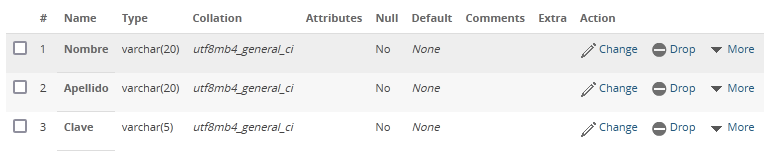 # Name Type Collation Attributes Null Default Comments Extra Action
1 Nombre varchar(20) utf8mb4_general_ci No None Change Drop More
2 Apellido varchar(20) utf8mb4_general_ci No None Change Drop More
3 Clave varchar(5) utf8mb4_general_ci No None Change Drop More